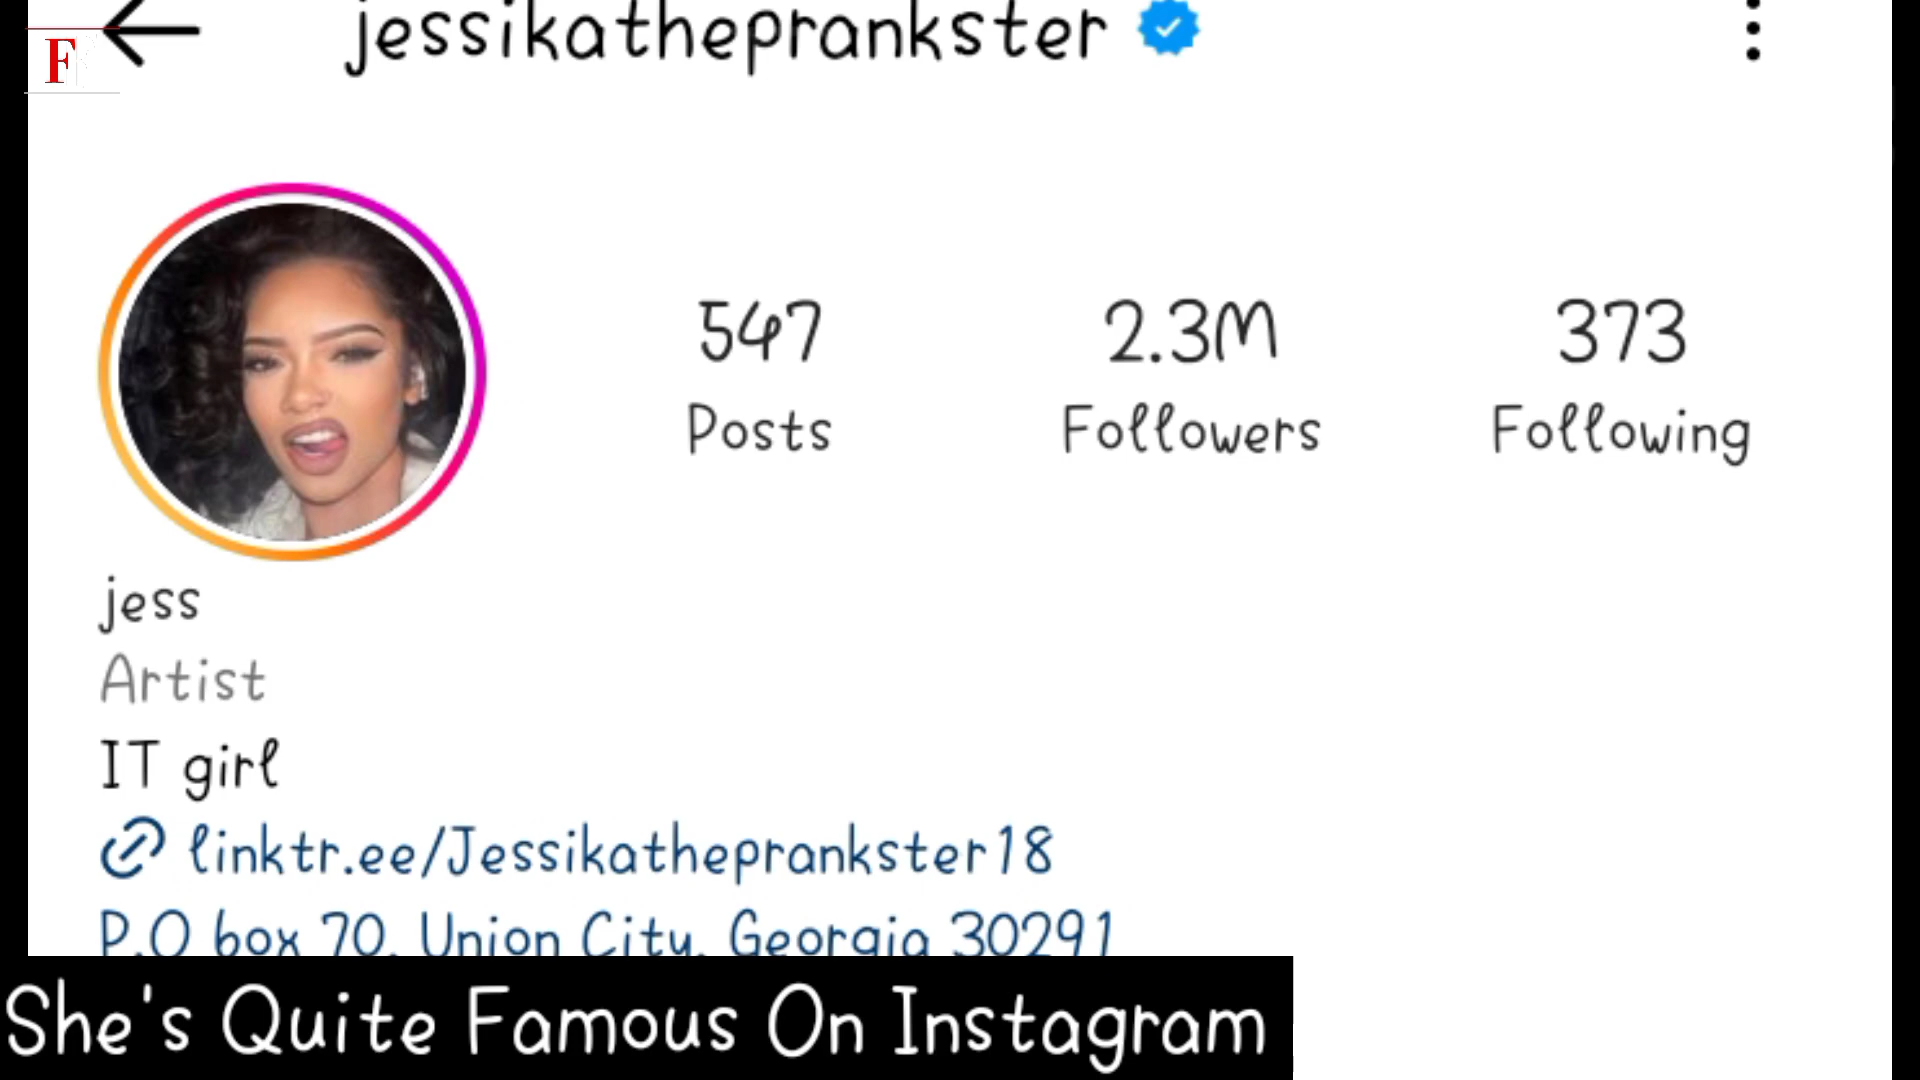 jessikatheprankster
F
547 2.3M 373
Posts Followers Following
jess
Artist
IT girl
linktr.ee/Jessikatheprankster18
P.O box 70, Union City, Georgia 30291
She's Quite Famous On Instagram